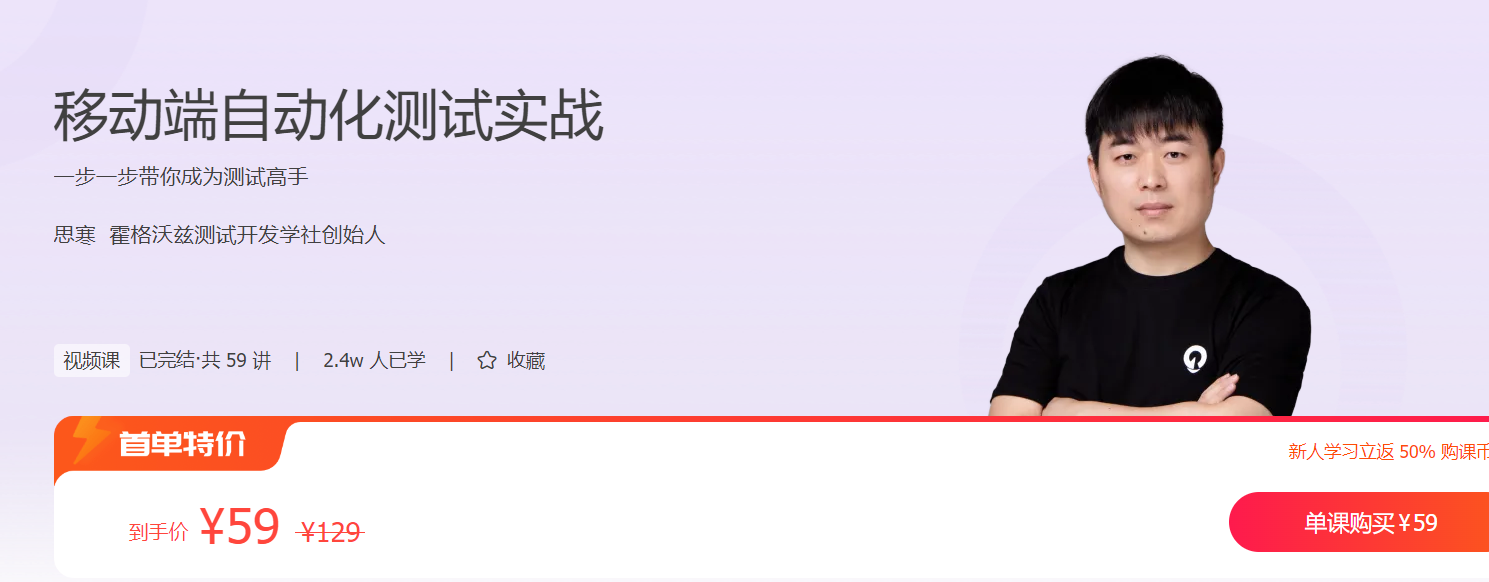 移动端自动化测试实战
一步一步带你成为测试高手
思寒 霍格沃兹测试开发学社创始人
视频课 已完结·共 59 讲 | 2.4w 人已学 | 收藏
首单特价
新人学习立返 50% 购课币
到手价 ¥59 ¥129
单课购买 ¥59